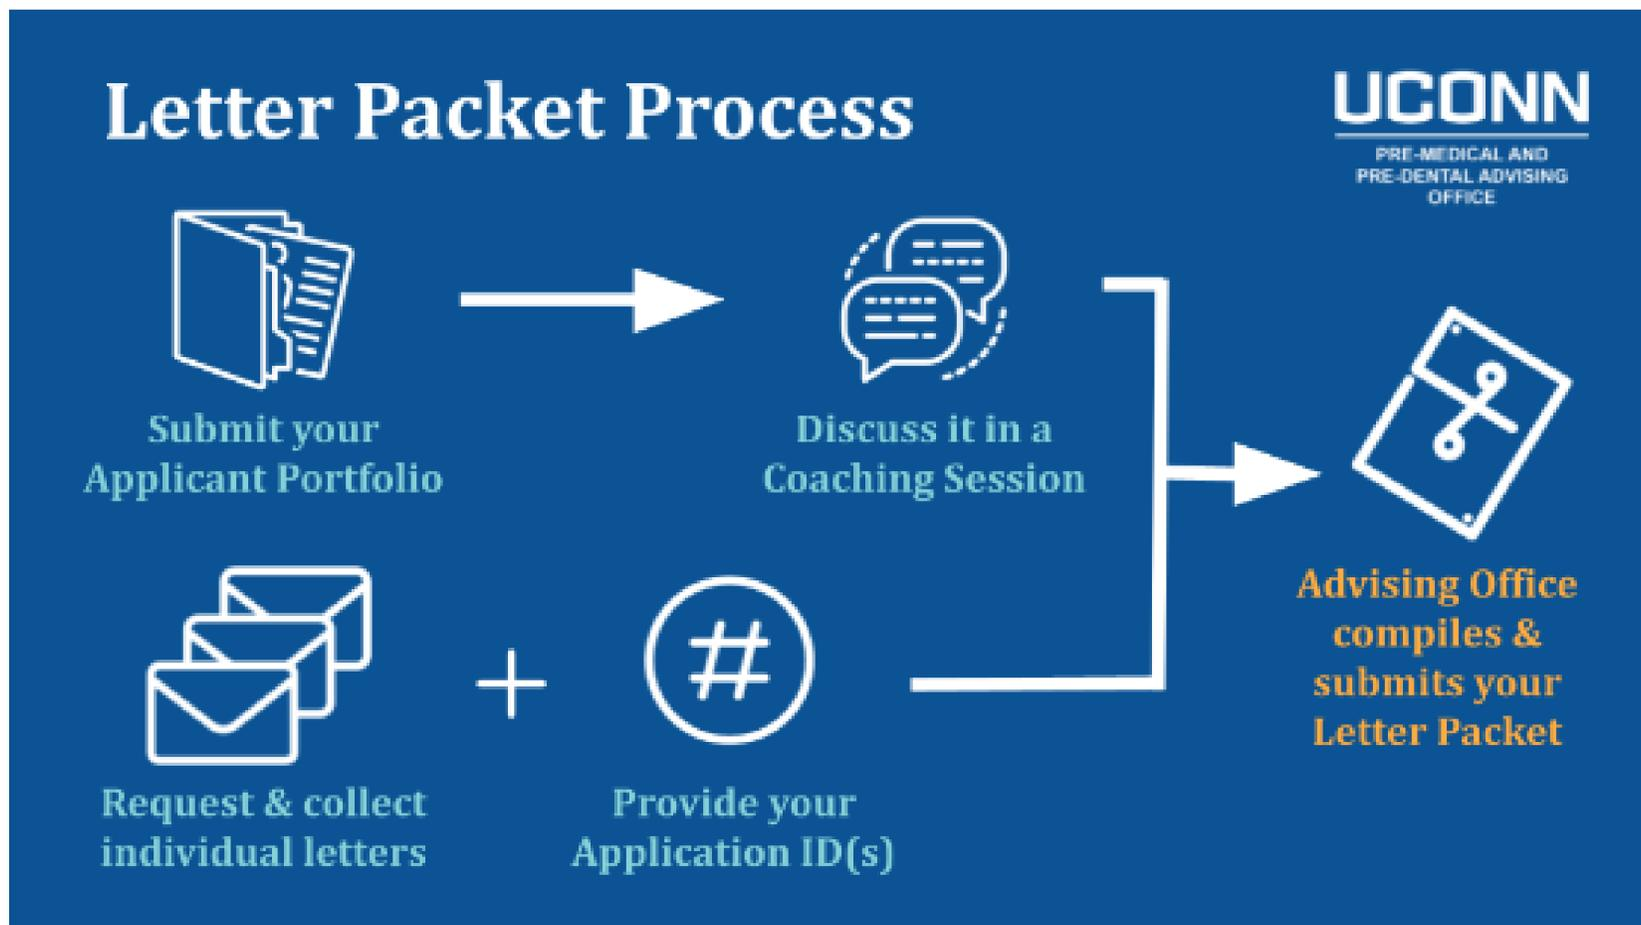 Letter Packet Process
UCONN
PRE-MEDICAL AND
PRE-DENTAL ADVISING
OFFICE
Submit your
Applicant Portfolio
Discuss it in a
Coaching Session
Request & collect
individual letters
+
#
Provide your
Application ID(s)
Advising Office
compiles &
submits your
Letter Packet